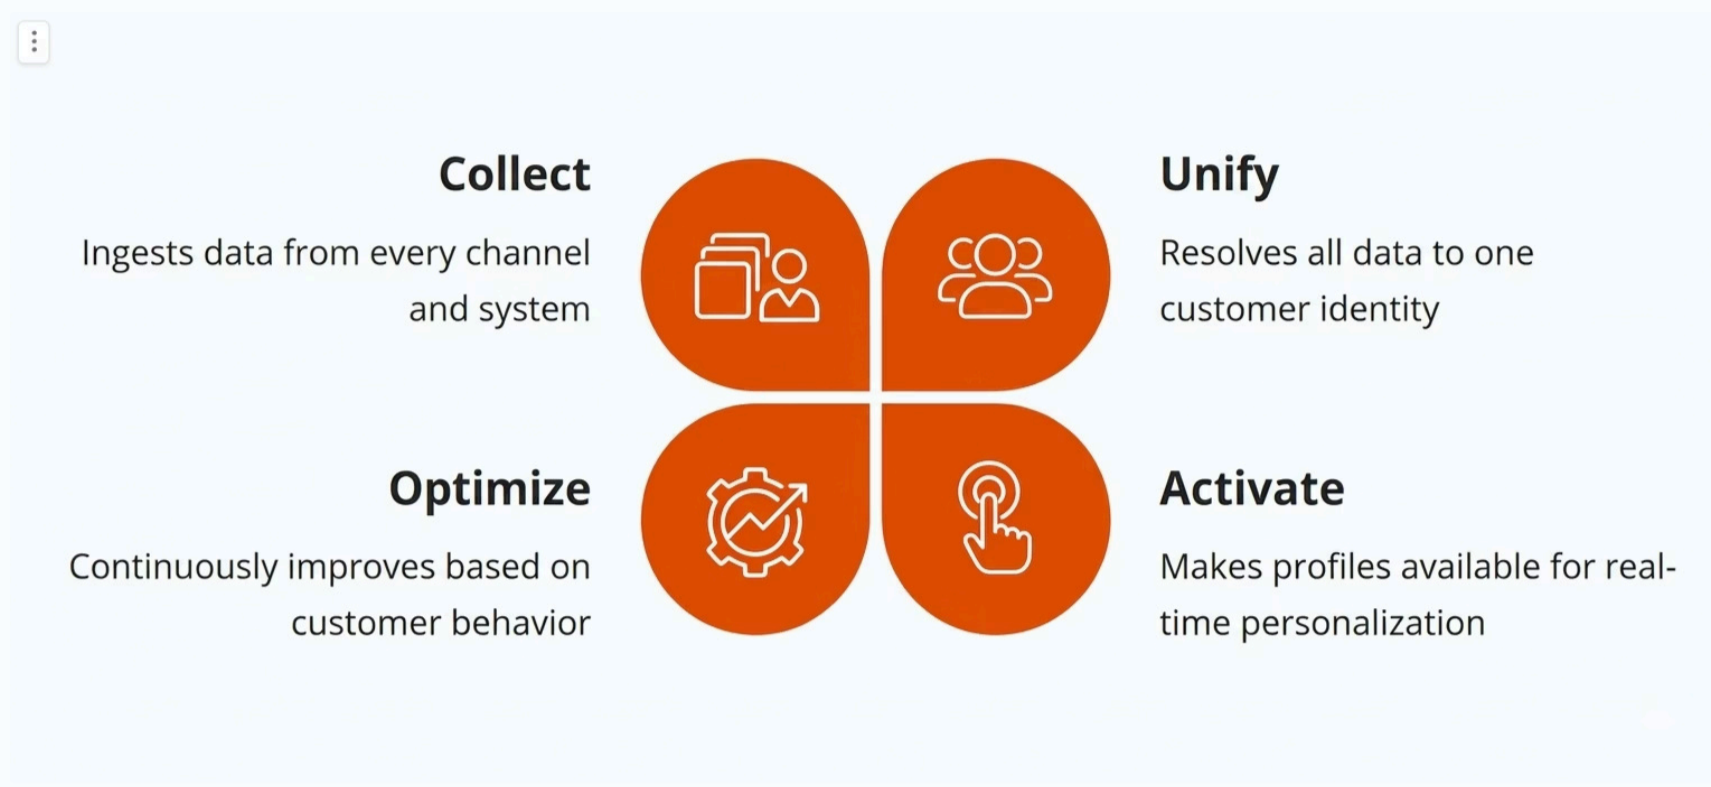 Collect
Ingests data from every channel
and system
Unify
Resolves all data to one
customer identity
Optimize
Continuously improves based on
customer behavior
Activate
Makes profiles available for real-
time personalization